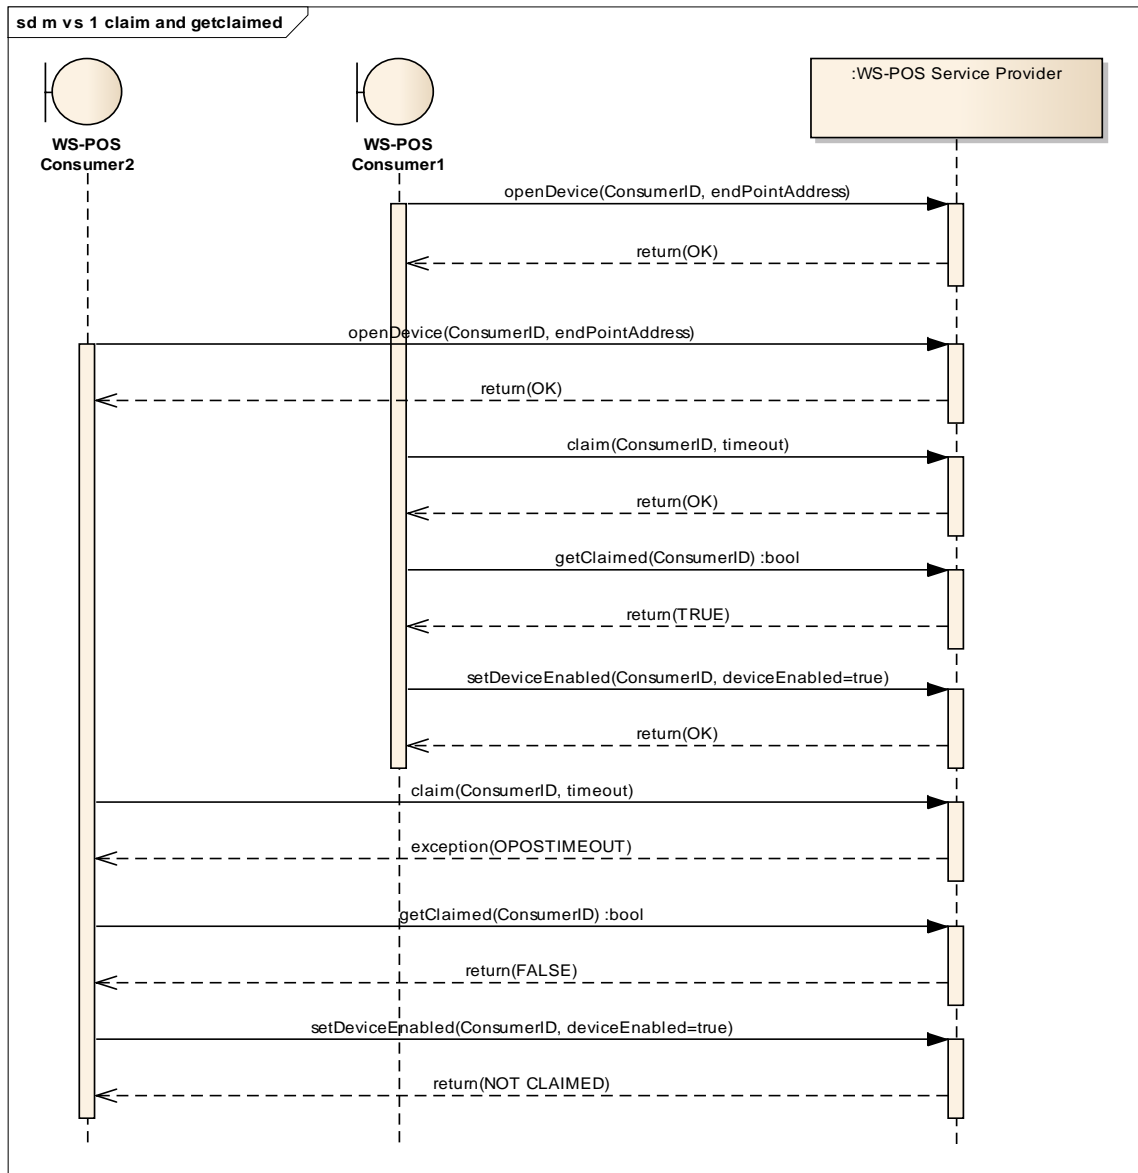 sd m vs 1 claim and getclaimed
:WS-POS Service Provider
WS-POS
Consumer2
WS-POS
Consumer1
openDevice(ConsumerID, endPointAddress)
return(OK)
openDevice(ConsumerID, endPointAddress)
return(OK)
claim(ConsumerID, timeout)
return(OK)
getClaimed(ConsumerID) :bool
return(TRUE)
setDeviceEnabled(ConsumerID, deviceEnabled=true)
return(OK)
claim(ConsumerID, timeout)
exception(OPOSTIMEOUT)
getClaimed(ConsumerID) :bool
return(FALSE)
setDeviceEnabled(ConsumerID, deviceEnabled=true)
return(NOT CLAIMED)